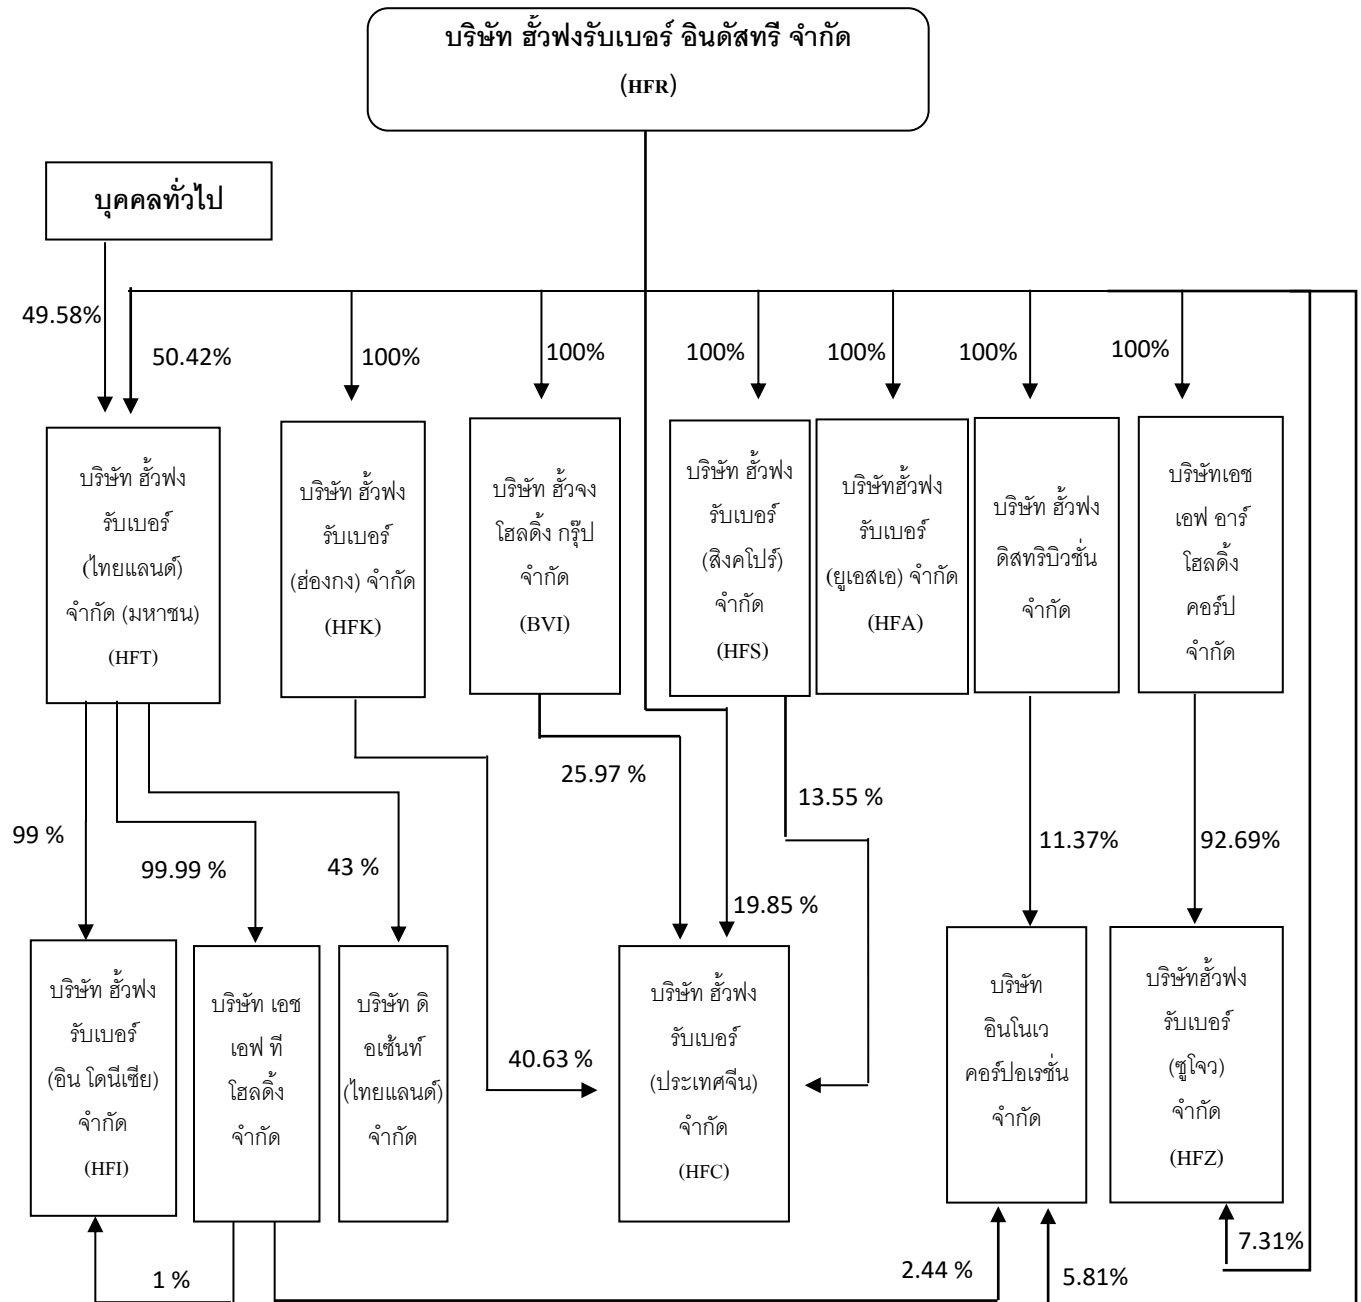 บริษัท ฮั้วฟงรับเบอร์ อินดัสทรี จำกัด
(HFR)
บุคคลทั่วไป
49.58%
50.42%
100%
100%
100%
100%
100%
100%
บริษัท ฮั้วฟง
รับเบอร์
(ไทยแลนด์)
จำกัด (มหาชน)
(HFT)
บริษัท ฮั้วฟง
รับเบอร์
(ฮ่องกง) จำกัด
(HFK)
บริษัท ฮั้วจง
โฮลดิ้ง กรุ๊ป
จำกัด
(BVI)
บริษัท ฮั้วฟง
รับเบอร์
(สิงคโปร์)
จำกัด
(HFS)
บริษัทฮั้วฟง
รับเบอร์
(ยูเอสเอ) จำกัด
(HFA)
บริษัท ฮั้วฟง
ดิสทริบิวชั่น
จำกัด
บริษัทเอช
เอฟ อาร์
โฮลดิ้ง
คอร์ป
จำกัด
99 %
99.99 %
43 %
40.63 %
25.97 %
19.85 %
13.55 %
11.37%
92.69%
บริษัท ฮั้วฟง
รับเบอร์
(อิน โดนีเซีย)
จำกัด
(HFI)
บริษัท เอช
เอฟ ที
โฮลดิ้ง
จำกัด
บริษัท ดิ
อเซ้นท์
(ไทยแลนด์)
จำกัด
บริษัท ฮั้วฟง
รับเบอร์
(ประเทศจีน)
จำกัด
(HFC)
บริษัท
อินโนเว
คอร์ปอเรชั่น
จำกัด
บริษัทฮั้วฟง
รับเบอร์
(ซูโจว)
จำกัด
(HFZ)
1 %
2.44 %
5.81%
7.31%